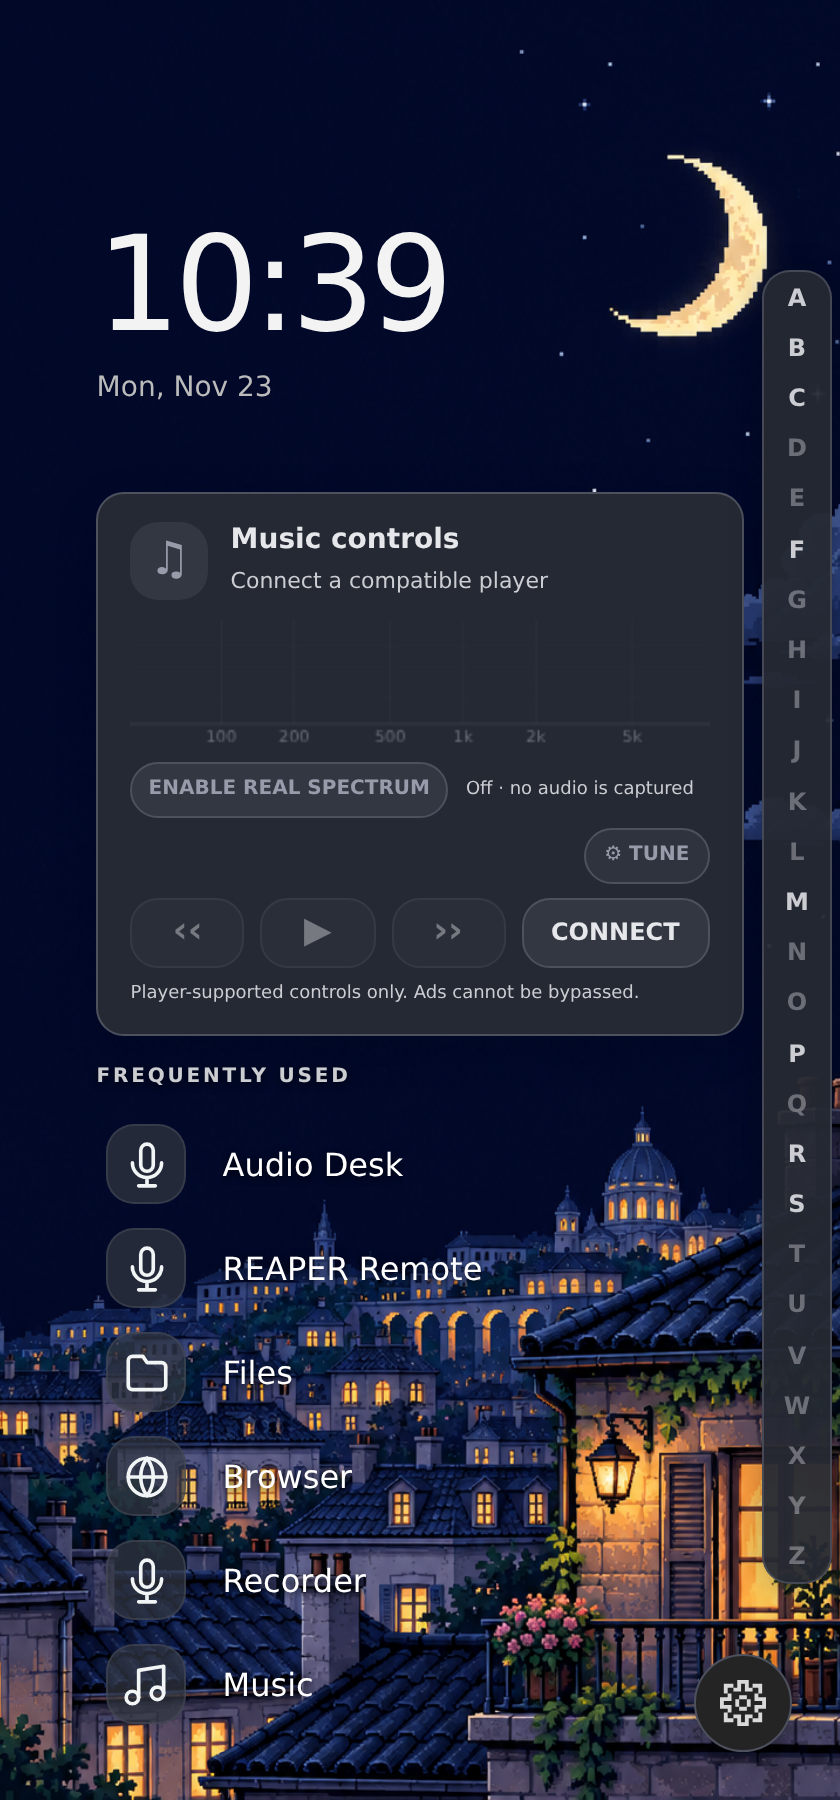 10:39
Mon, Nov 23
Music controls
Connect a compatible player
100 200 500 1k 2k 5k
ENABLE REAL SPECTRUM Off · no audio is captured
⚙ TUNE
‹‹ ▶ ›› CONNECT
Player-supported controls only. Ads cannot be bypassed.
FREQUENTLY USED
Audio Desk
REAPER Remote
Files
Browser
Recorder
Music
A
B
C
D
E
F
G
H
I
J
K
L
M
N
O
P
Q
R
S
T
U
V
W
X
Y
Z